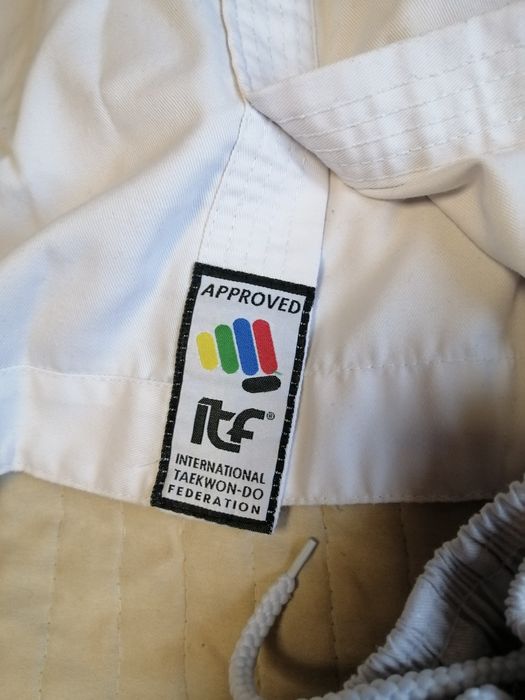 APPROVED
itf®
INTERNATIONAL
TAEKWON-DO
FEDERATION